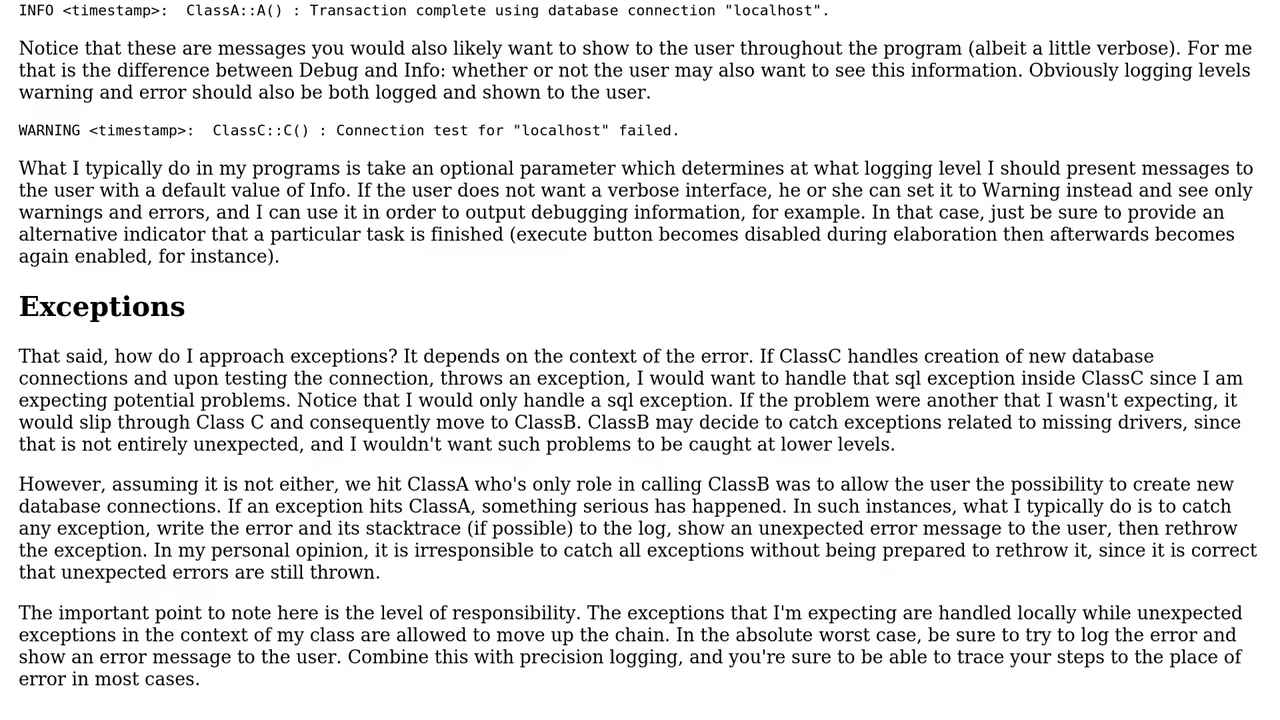 INFO <timestamp>:  ClassA::A() : Transaction complete using database connection "localhost".
Notice that these are messages you would also likely want to show to the user throughout the program (albeit a little verbose). For me
that is the difference between Debug and Info: whether or not the user may also want to see this information. Obviously logging levels
warning and error should also be both logged and shown to the user.
WARNING <timestamp>:  ClassC::C() : Connection test for "localhost" failed.
What I typically do in my programs is take an optional parameter which determines at what logging level I should present messages to
the user with a default value of Info. If the user does not want a verbose interface, he or she can set it to Warning instead and see only
warnings and errors, and I can use it in order to output debugging information, for example. In that case, just be sure to provide an
alternative indicator that a particular task is finished (execute button becomes disabled during elaboration then afterwards becomes
again enabled, for instance).
Exceptions
That said, how do I approach exceptions? It depends on the context of the error. If ClassC handles creation of new database
connections and upon testing the connection, throws an exception, I would want to handle that sql exception inside ClassC since I am
expecting potential problems. Notice that I would only handle a sql exception. If the problem were another that I wasn't expecting, it
would slip through Class C and consequently move to ClassB. ClassB may decide to catch exceptions related to missing drivers, since
that is not entirely unexpected, and I wouldn't want such problems to be caught at lower levels.
However, assuming it is not either, we hit ClassA who's only role in calling ClassB was to allow the user the possibility to create new
database connections. If an exception hits ClassA, something serious has happened. In such instances, what I typically do is to catch
any exception, write the error and its stacktrace (if possible) to the log, show an unexpected error message to the user, then rethrow
the exception. In my personal opinion, it is irresponsible to catch all exceptions without being prepared to rethrow it, since it is correct
that unexpected errors are still thrown.
The important point to note here is the level of responsibility. The exceptions that I'm expecting are handled locally while unexpected
exceptions in the context of my class are allowed to move up the chain. In the absolute worst case, be sure to try to log the error and
show an error message to the user. Combine this with precision logging, and you're sure to be able to trace your steps to the place of
error in most cases.